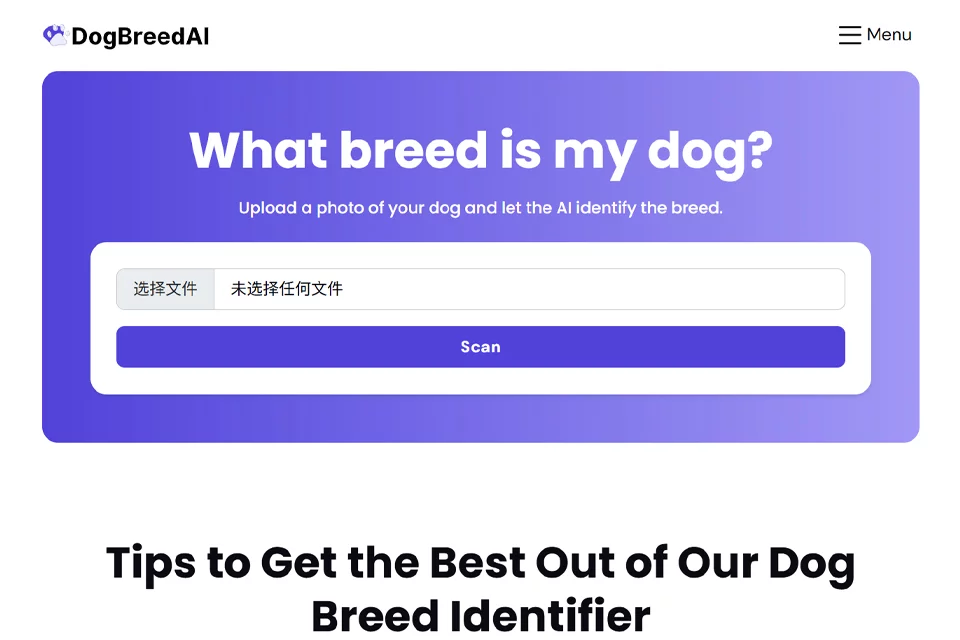 DogBreedAI
Menu
What breed is my dog?
Upload a photo of your dog and let the AI identify the breed.
选择文件 未选择任何文件
Scan
Tips to Get the Best Out of Our Dog
Breed Identifier